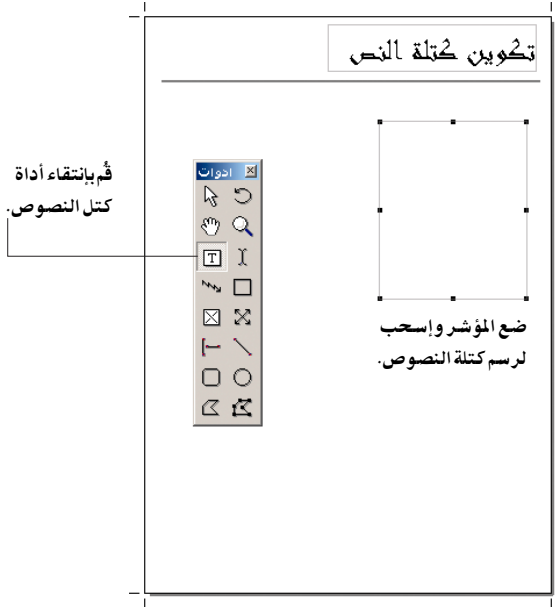 تكوين كتلة النص
قُم بإنتقاء أداة
كتل النصوص.
ادوات
T
ضع المؤشر وإسحب
لرسم كتلة النصوص.